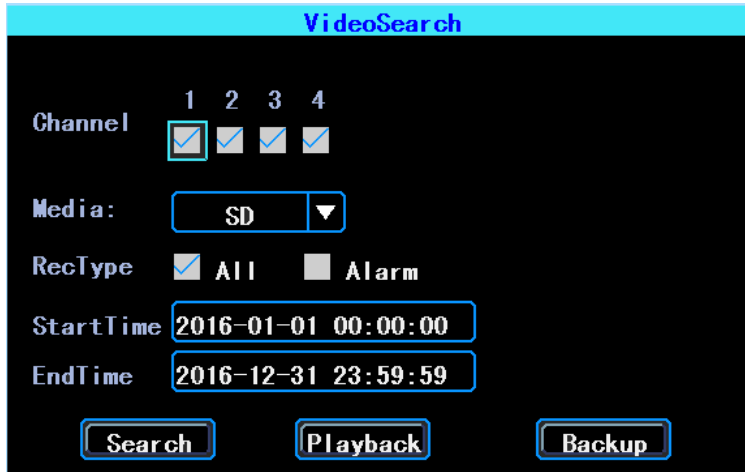 VideoSearch
1 2 3 4
Channel
Media: SD
RecType All Alarm
StartTime 2016-01-01 00:00:00
EndTime 2016-12-31 23:59:59
Search Playback Backup